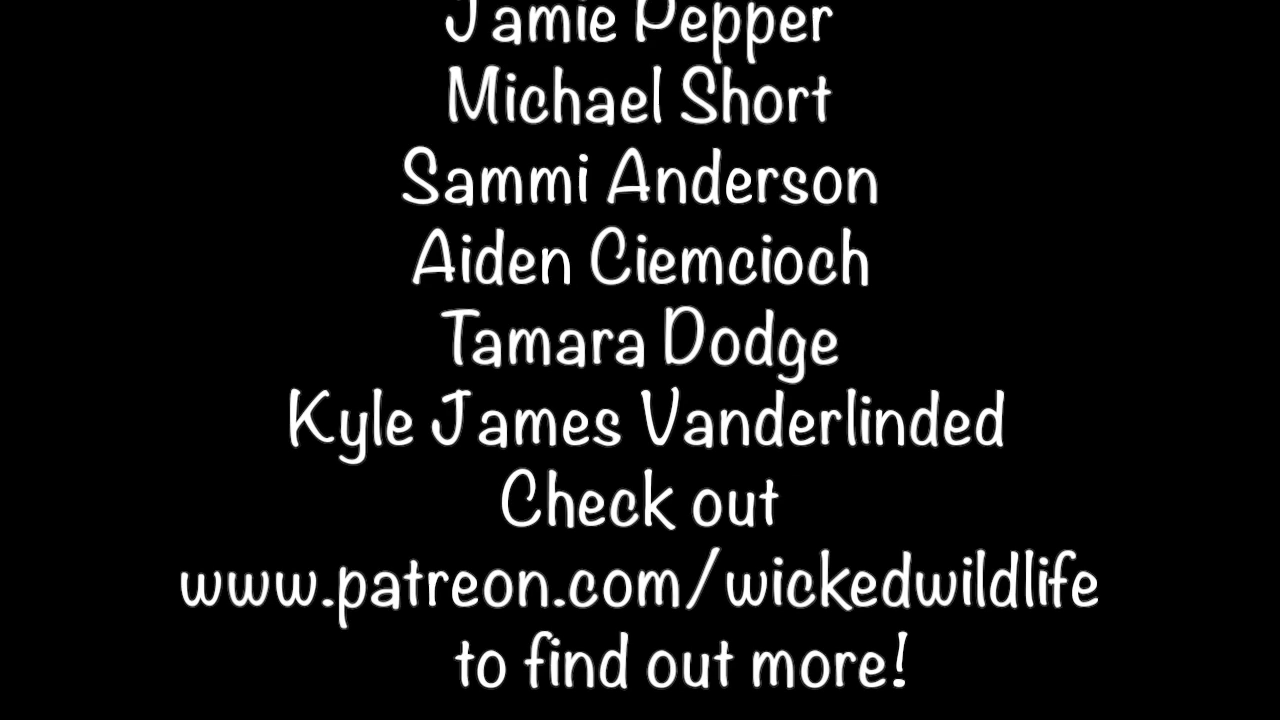 Jamie Pepper
Michael Short
Sammi Anderson
Aiden Ciemcioch
Tamara Dodge
Kyle James Vanderlinded
Check out
www.patreon.com/wickedwildlife
to find out more!